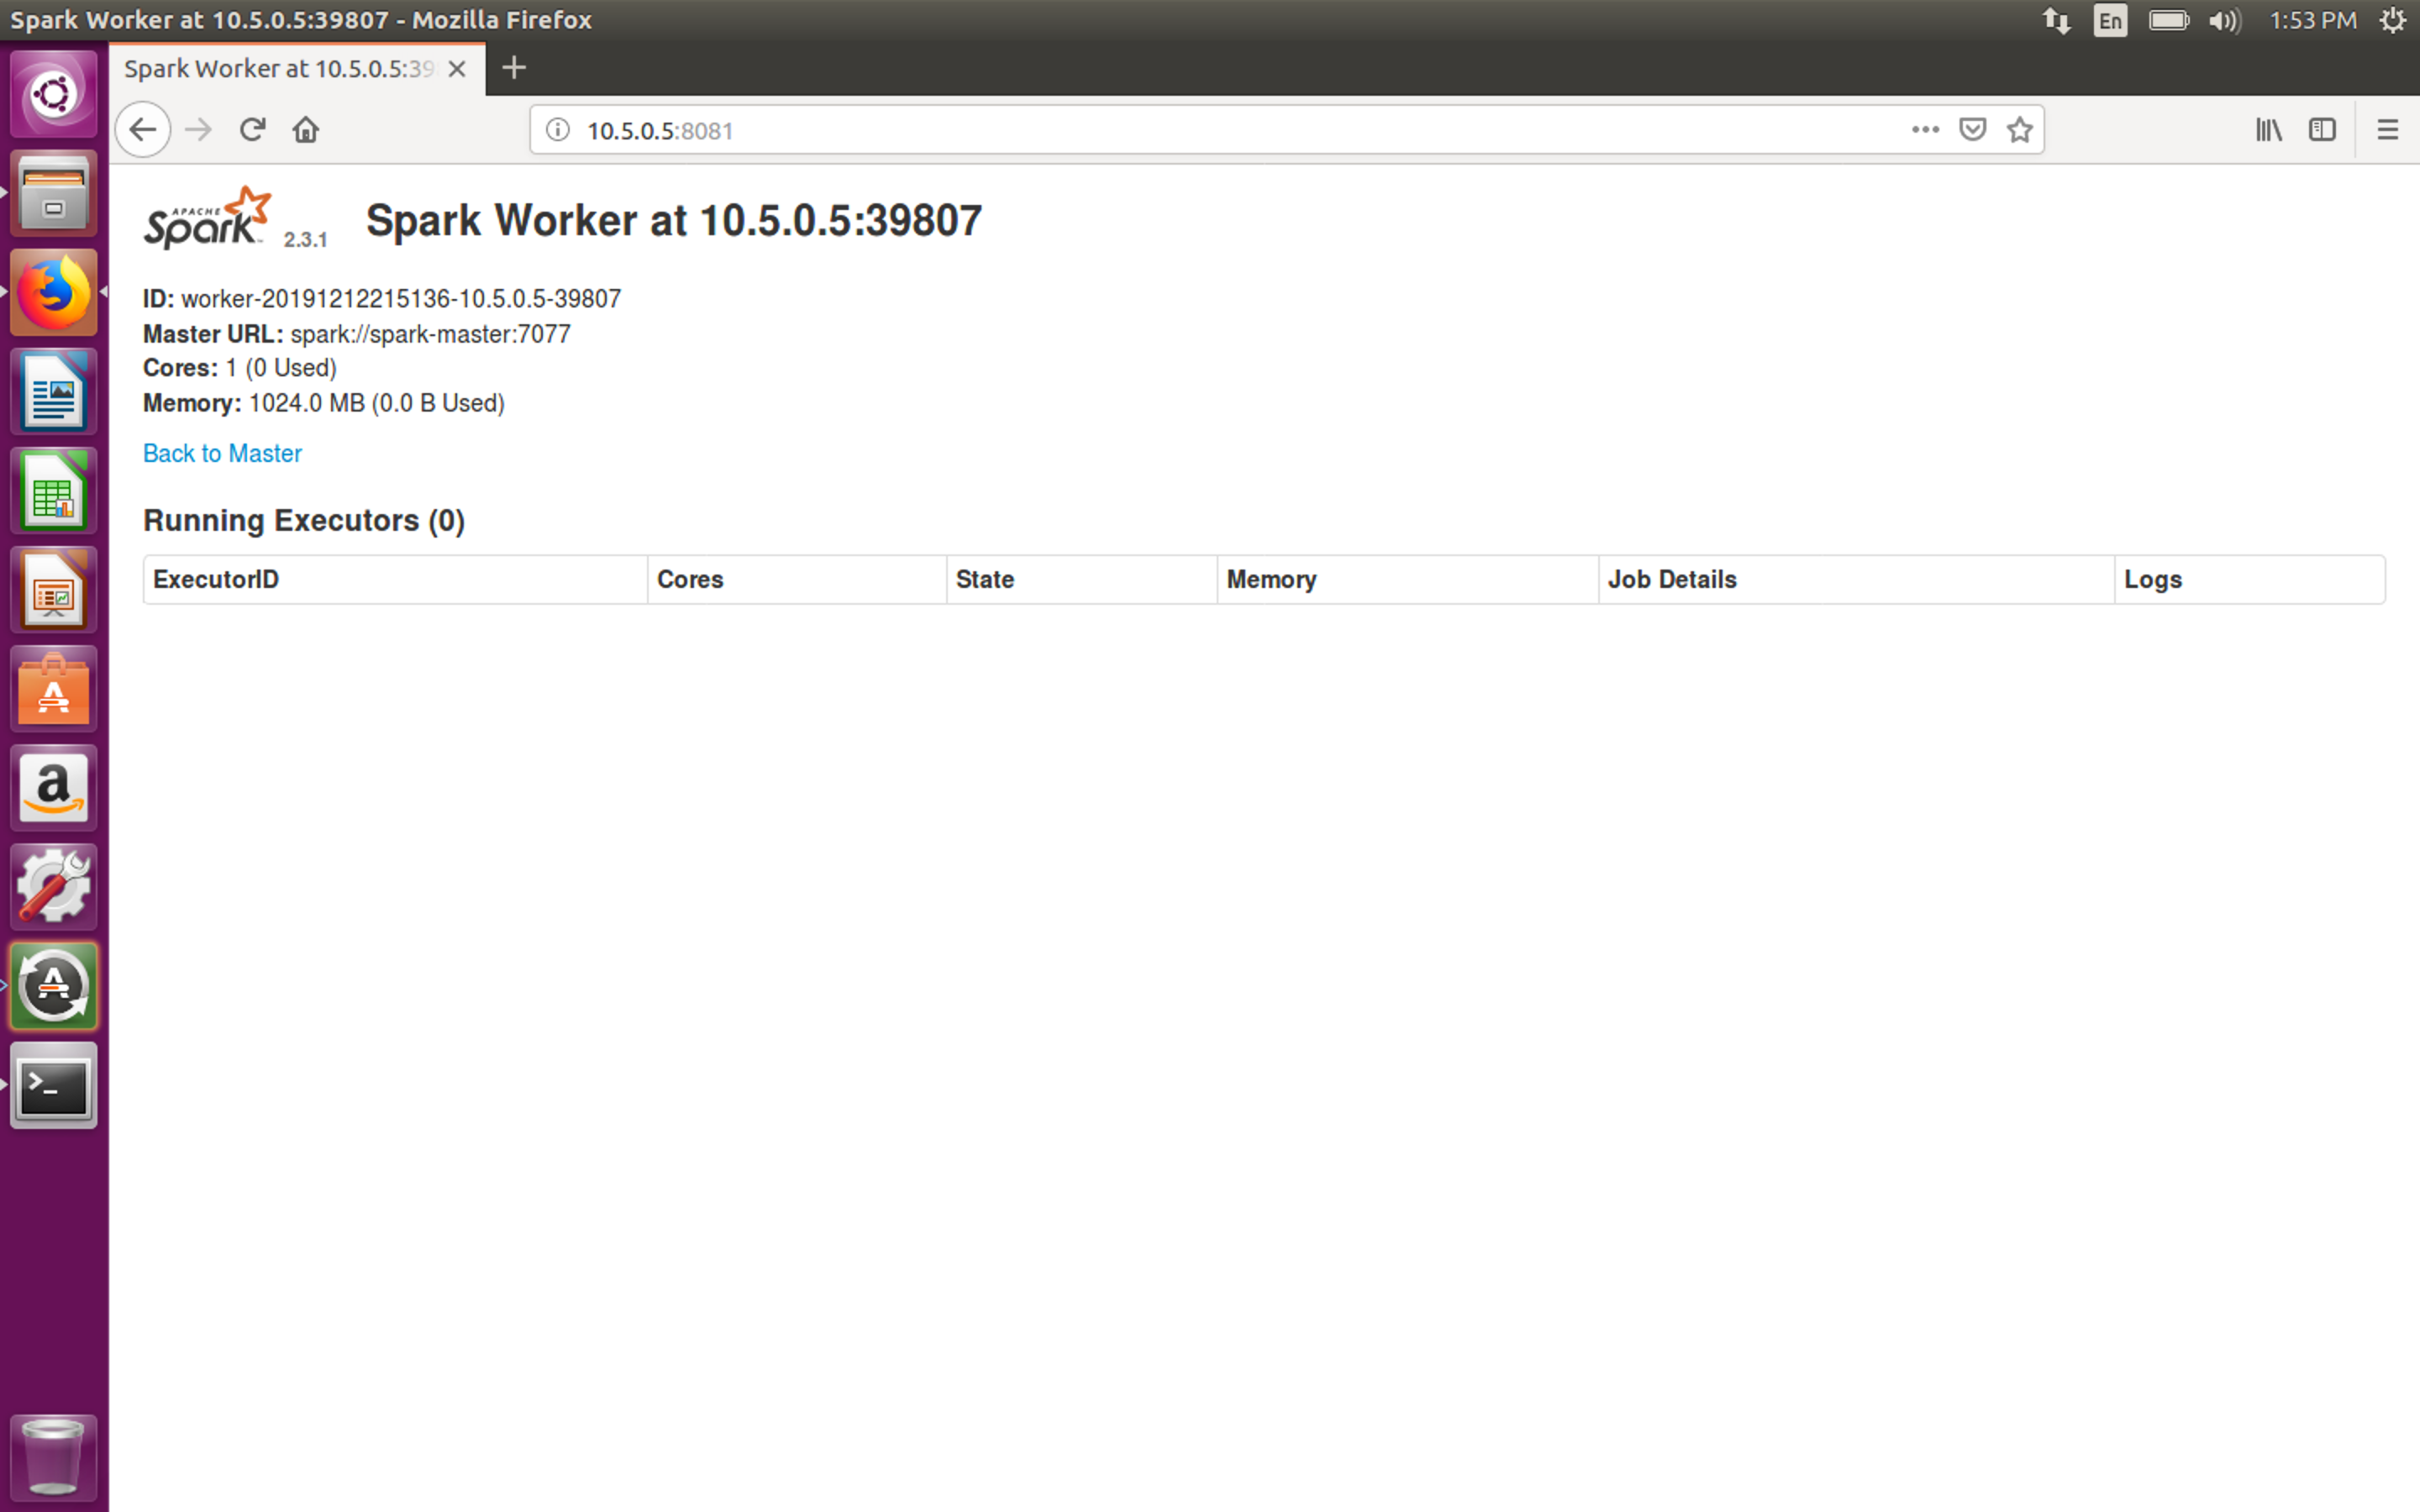 Spark Worker at 10.5.0.5:39807 - Mozilla Firefox
En
1:53 PM
Spark Worker at 10.5.0.5:39
10.5.0.5:8081
APACHE
Spark 2.3.1
Spark Worker at 10.5.0.5:39807
ID: worker-20191212215136-10.5.0.5-39807
Master URL: spark://spark-master:7077
Cores: 1 (0 Used)
Memory: 1024.0 MB (0.0 B Used)
Back to Master
Running Executors (0)
ExecutorID Cores State Memory Job Details Logs